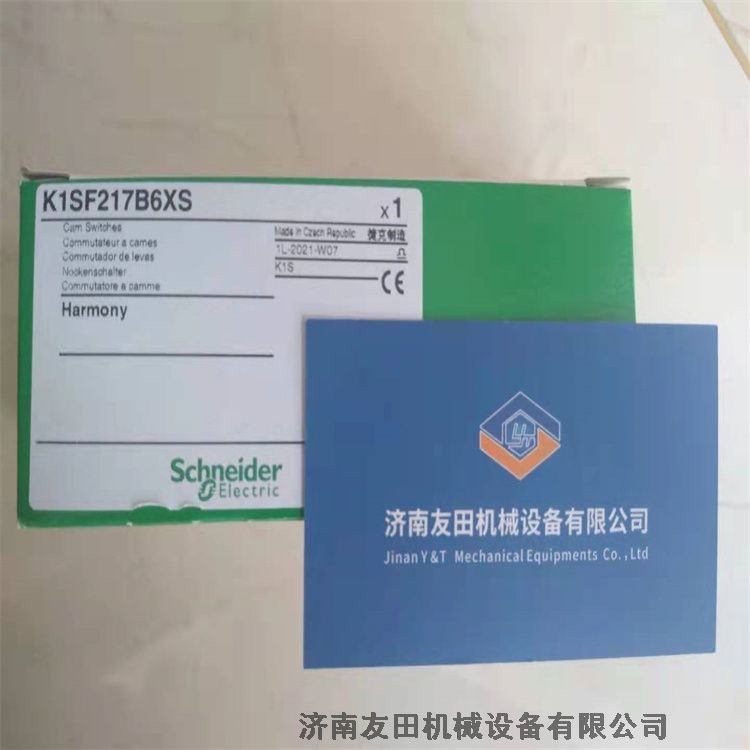 K1SF217B6XS
x1
Cam Switches
Commutateur a cames
Commutador de levas
Nockenschalter
Commutatore a camme
Made in Czech Republic 捷克制造
1L-2021-W07
K1S
CE
Harmony
Schneider
Electric
济南友田机械设备有限公司
Jinan Y&T Mechanical Equipments Co.,Ltd
济南友田机械设备有限公司